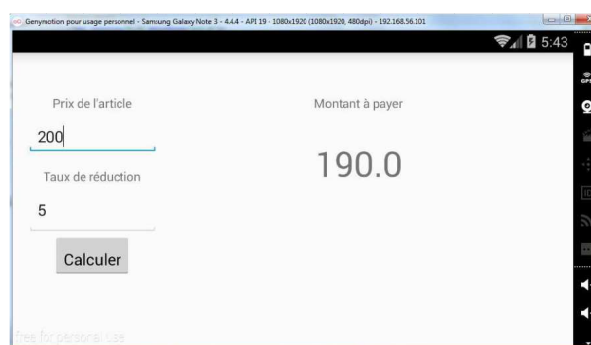 Genymotion pour usage personnel - Samsung Galaxy Note 3 - 4.4.4 - API 19 - 1080x1920 (1080x1920, 480dpi) - 192.168.56.101
5:43
GPS
Prix de l'article
Montant à payer
200
190.0
Taux de réduction
5
Calculer
free for personal use